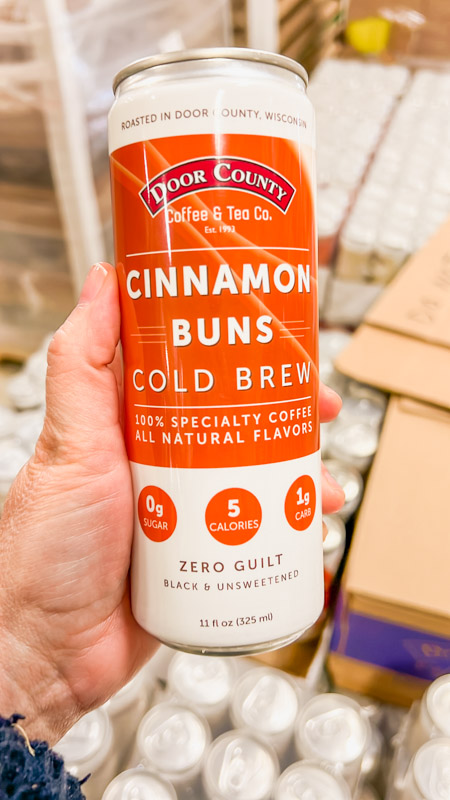 ROASTED IN DOOR COUNTY, WISCONSIN
DOOR COUNTY
Coffee & Tea Co.
Est. 1993
CINNAMON
BUNS
COLD BREW
100% SPECIALTY COFFEE
ALL NATURAL FLAVORS
0g SUGAR
5 CALORIES
1g CARB
ZERO GUILT
BLACK & UNSWEETENED
11 fl oz (325 ml)